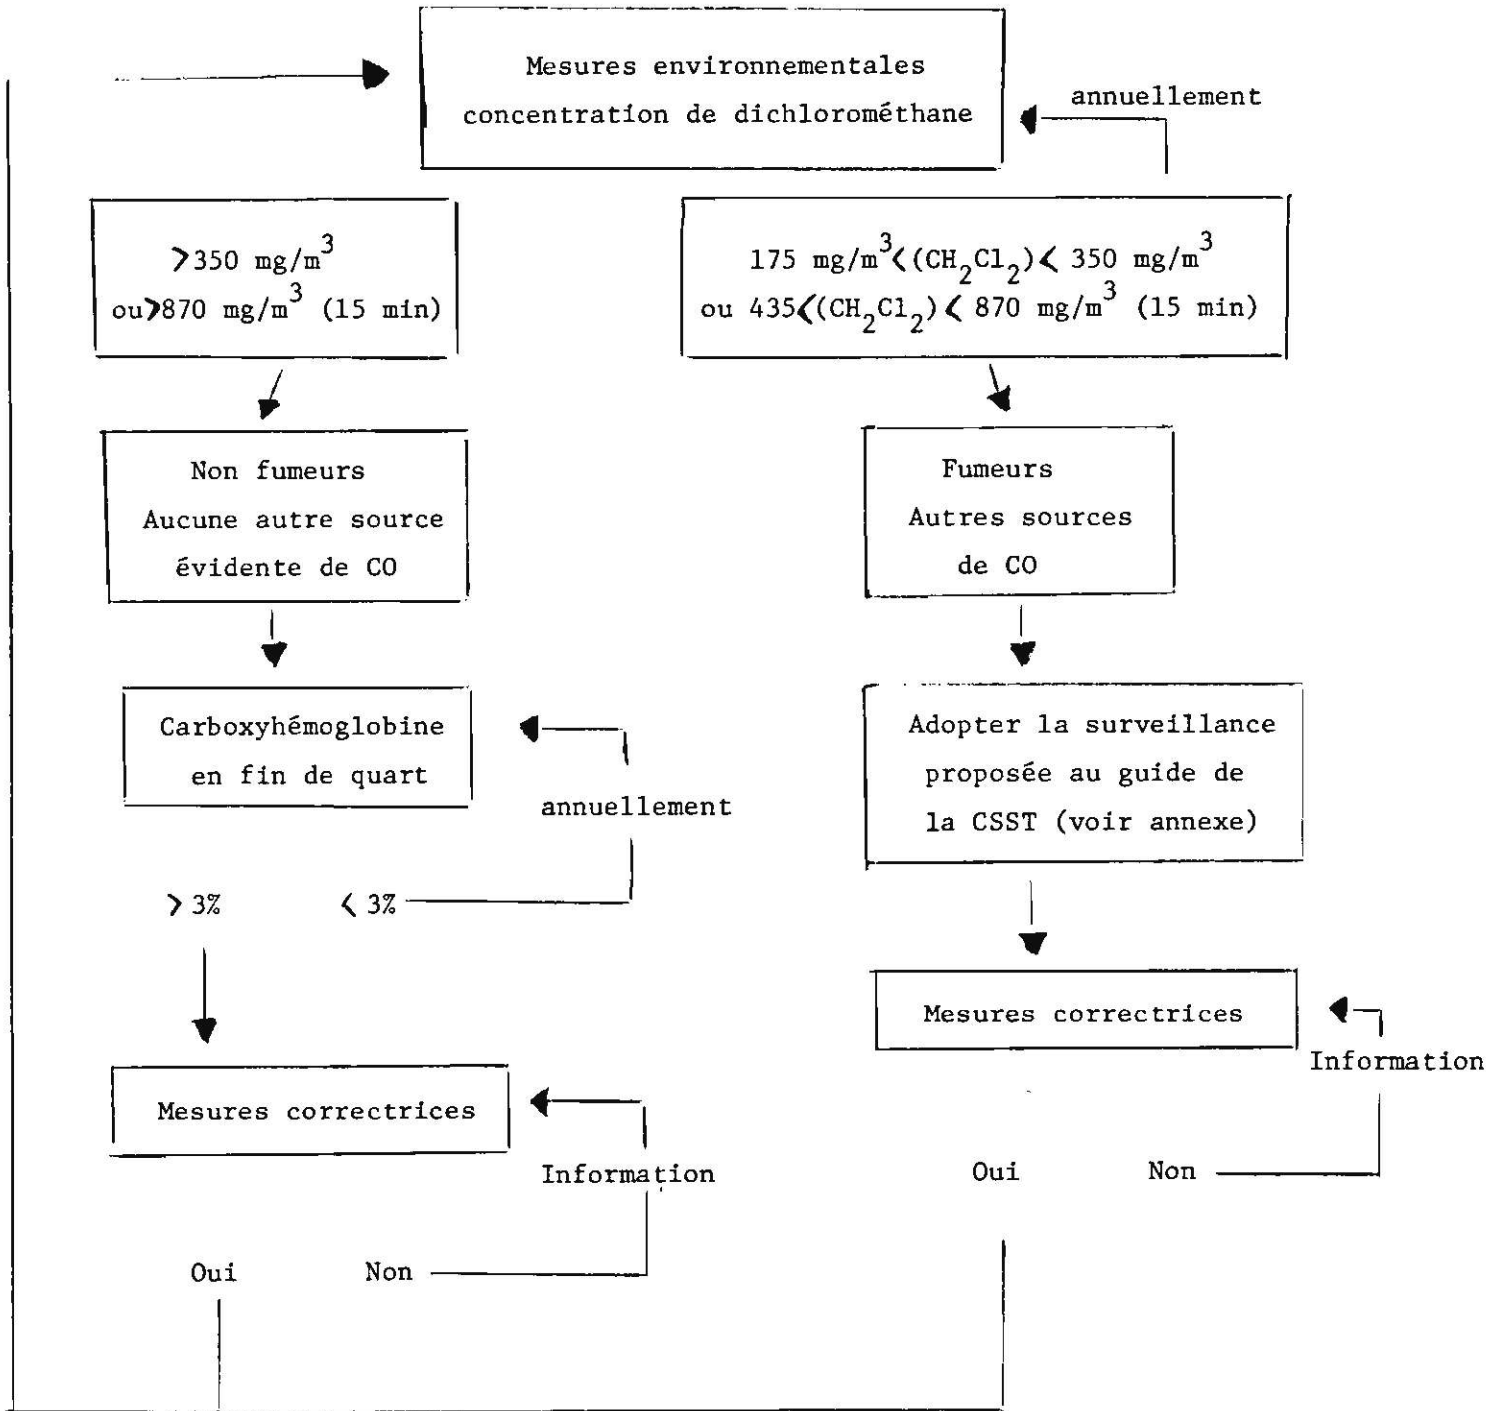 Mesures environnementales
concentration de dichlorométhane
annuellement
>350 mg/m³
ou>870 mg/m³ (15 min)
175 mg/m³<(CH₂Cl₂)< 350 mg/m³
ou 435<(CH₂Cl₂)< 870 mg/m³ (15 min)
Non fumeurs
Aucune autre source
évidente de CO
Fumeurs
Autres sources
de CO
Carboxyhémoglobine
en fin de quart
annuellement
> 3%
< 3%
Adopter la surveillance
proposée au guide de
la CSST (voir annexe)
Mesures correctrices
Information
Oui
Non
Mesures correctrices
Information
Oui
Non